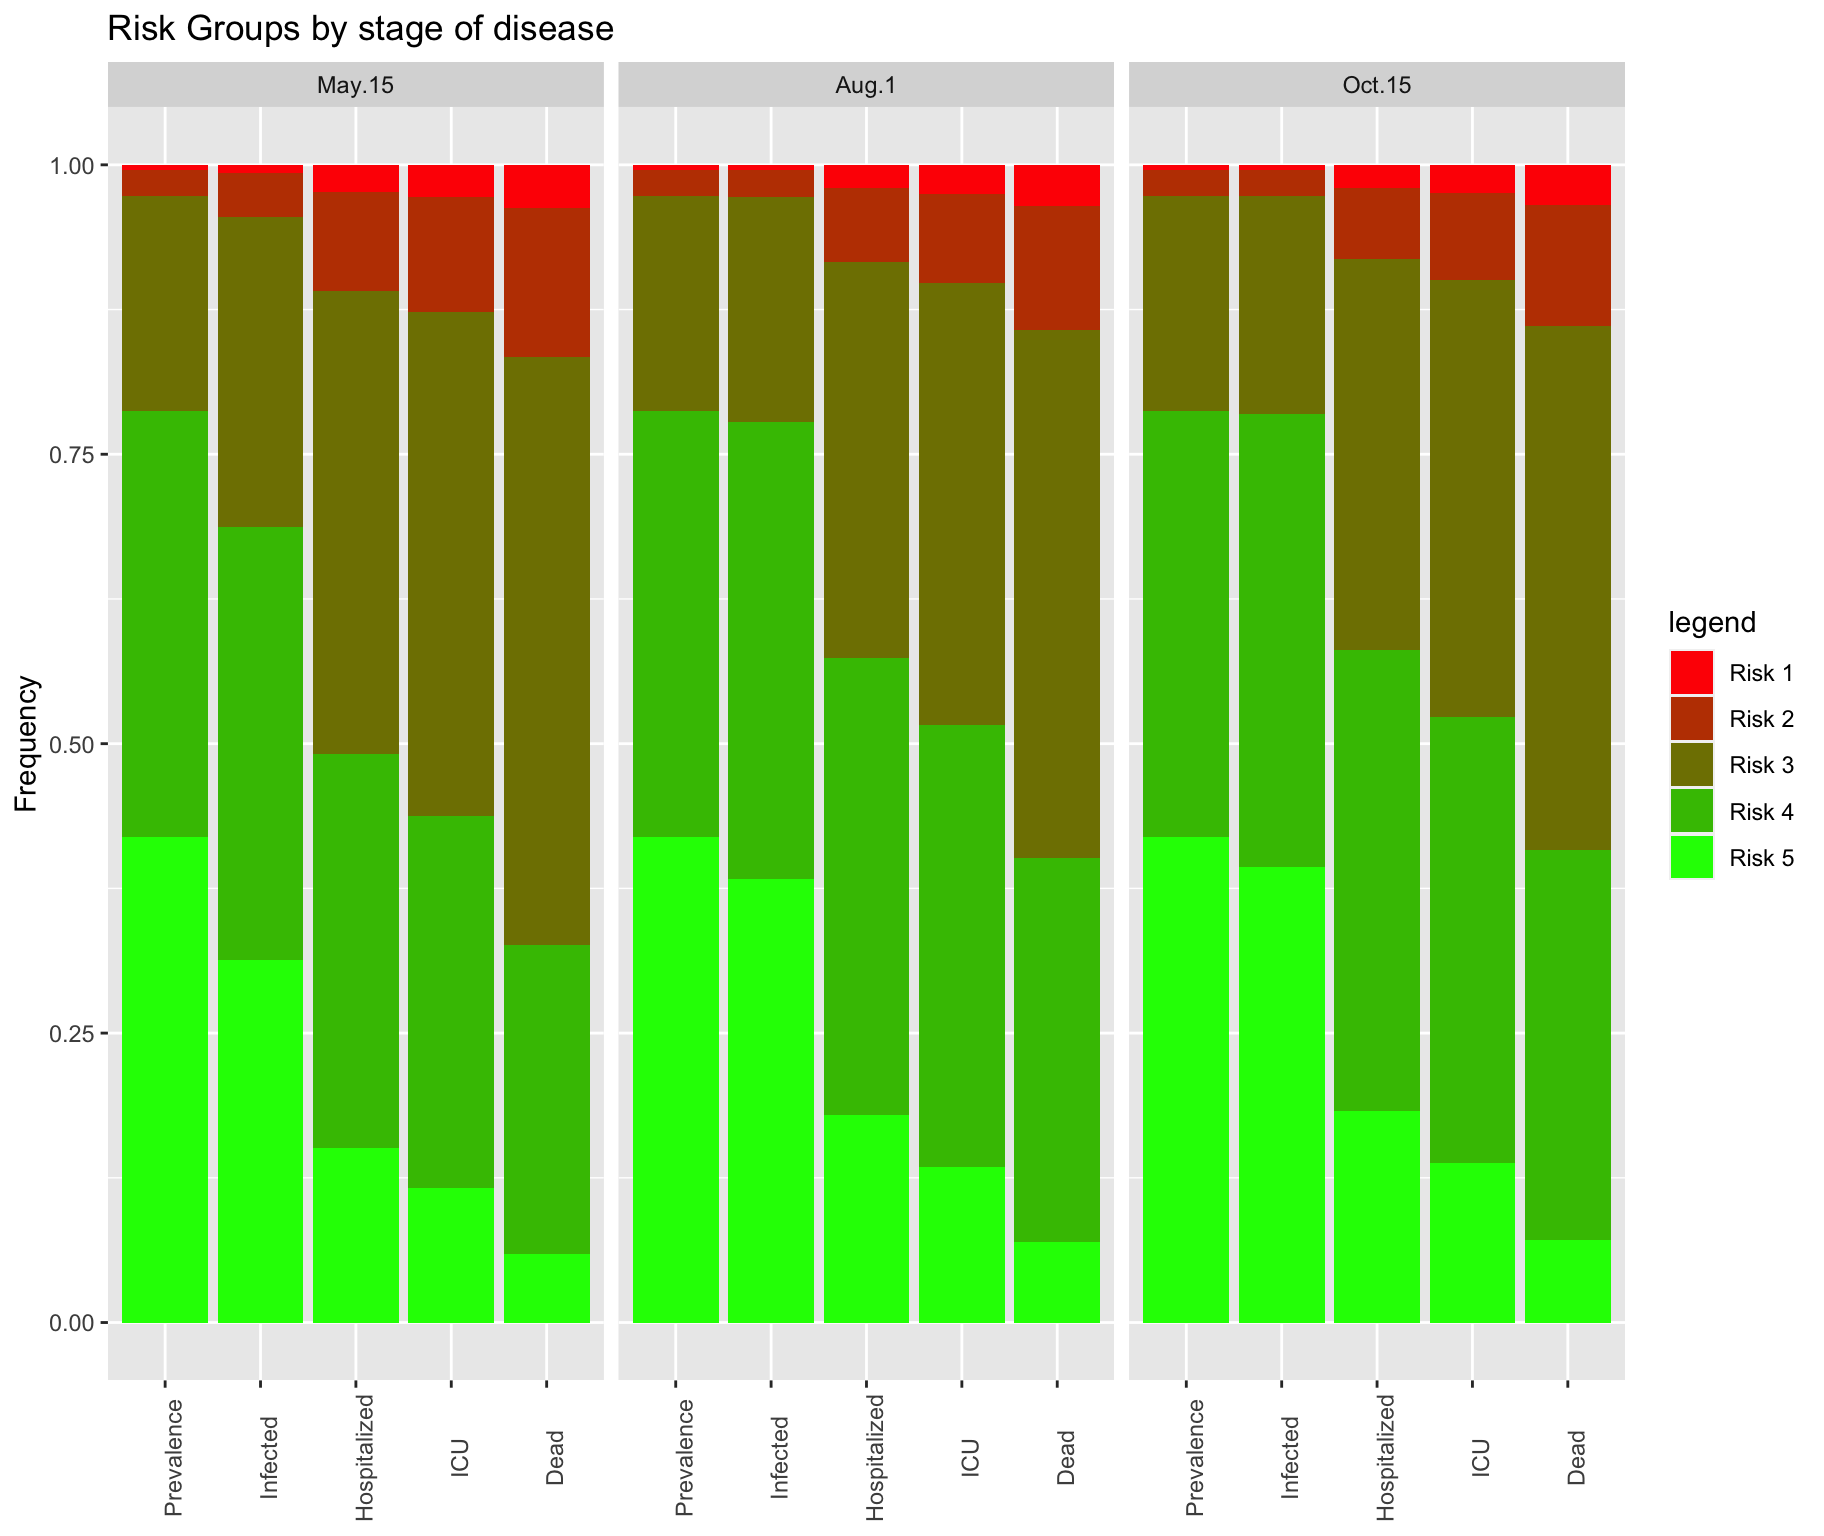 Risk Groups by stage of disease
May.15
Aug.1
Oct.15
1.00
0.75
0.50
0.25
0.00
Frequency
Prevalence
Infected
Hospitalized
ICU
Dead
Prevalence
Infected
Hospitalized
ICU
Dead
Prevalence
Infected
Hospitalized
ICU
Dead
legend
Risk 1
Risk 2
Risk 3
Risk 4
Risk 5